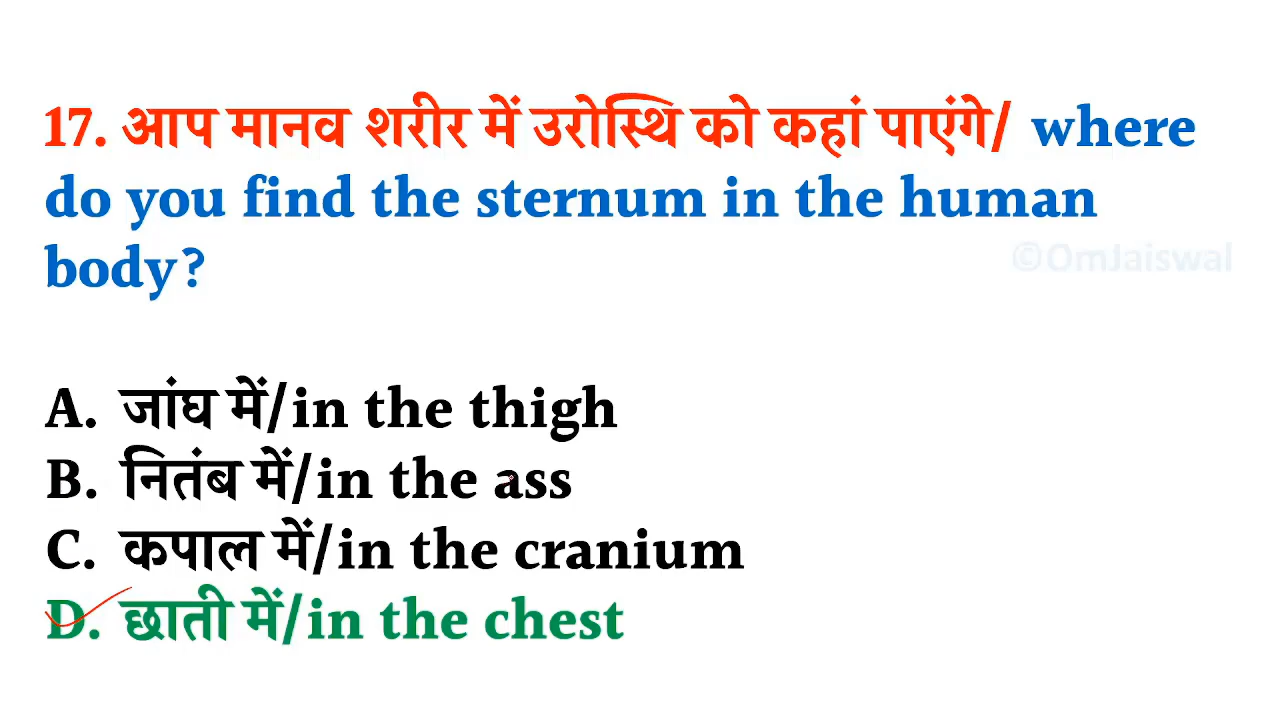 17. आप मानव शरीर में उरोस्थि को कहां पाएंगे/ where
do you find the sternum in the human
body?
©OmJaiswal
A. जांघ में/in the thigh
B. नितंब में/in the ass
C. कपाल में/in the cranium
D. छाती में/in the chest